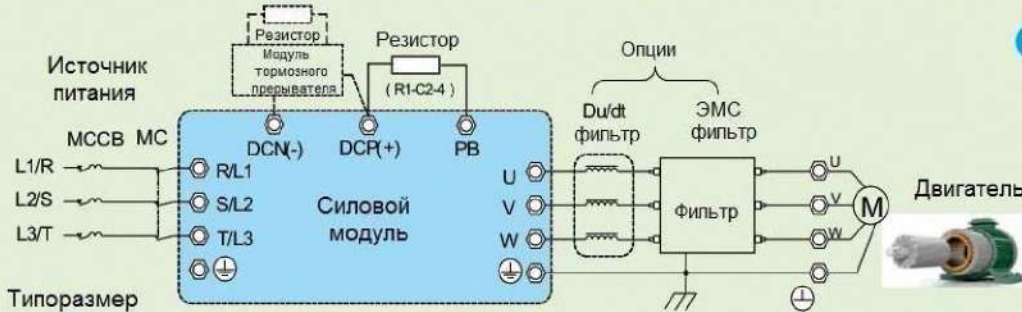 Резистор
Модуль
тормозного
прерывателя
Резистор
( R1-C2-4 )
Опции
Источник
питания
Du/dt
фильтр
ЭМС
фильтр
MCCB MC
DCN(-) DCP(+) PB
L1/R R/L1
L2/S S/L2
L3/T T/L3
Силовой
модуль
U
V
W
Фильтр
U
V
W
M
Двигатель
Типоразмер